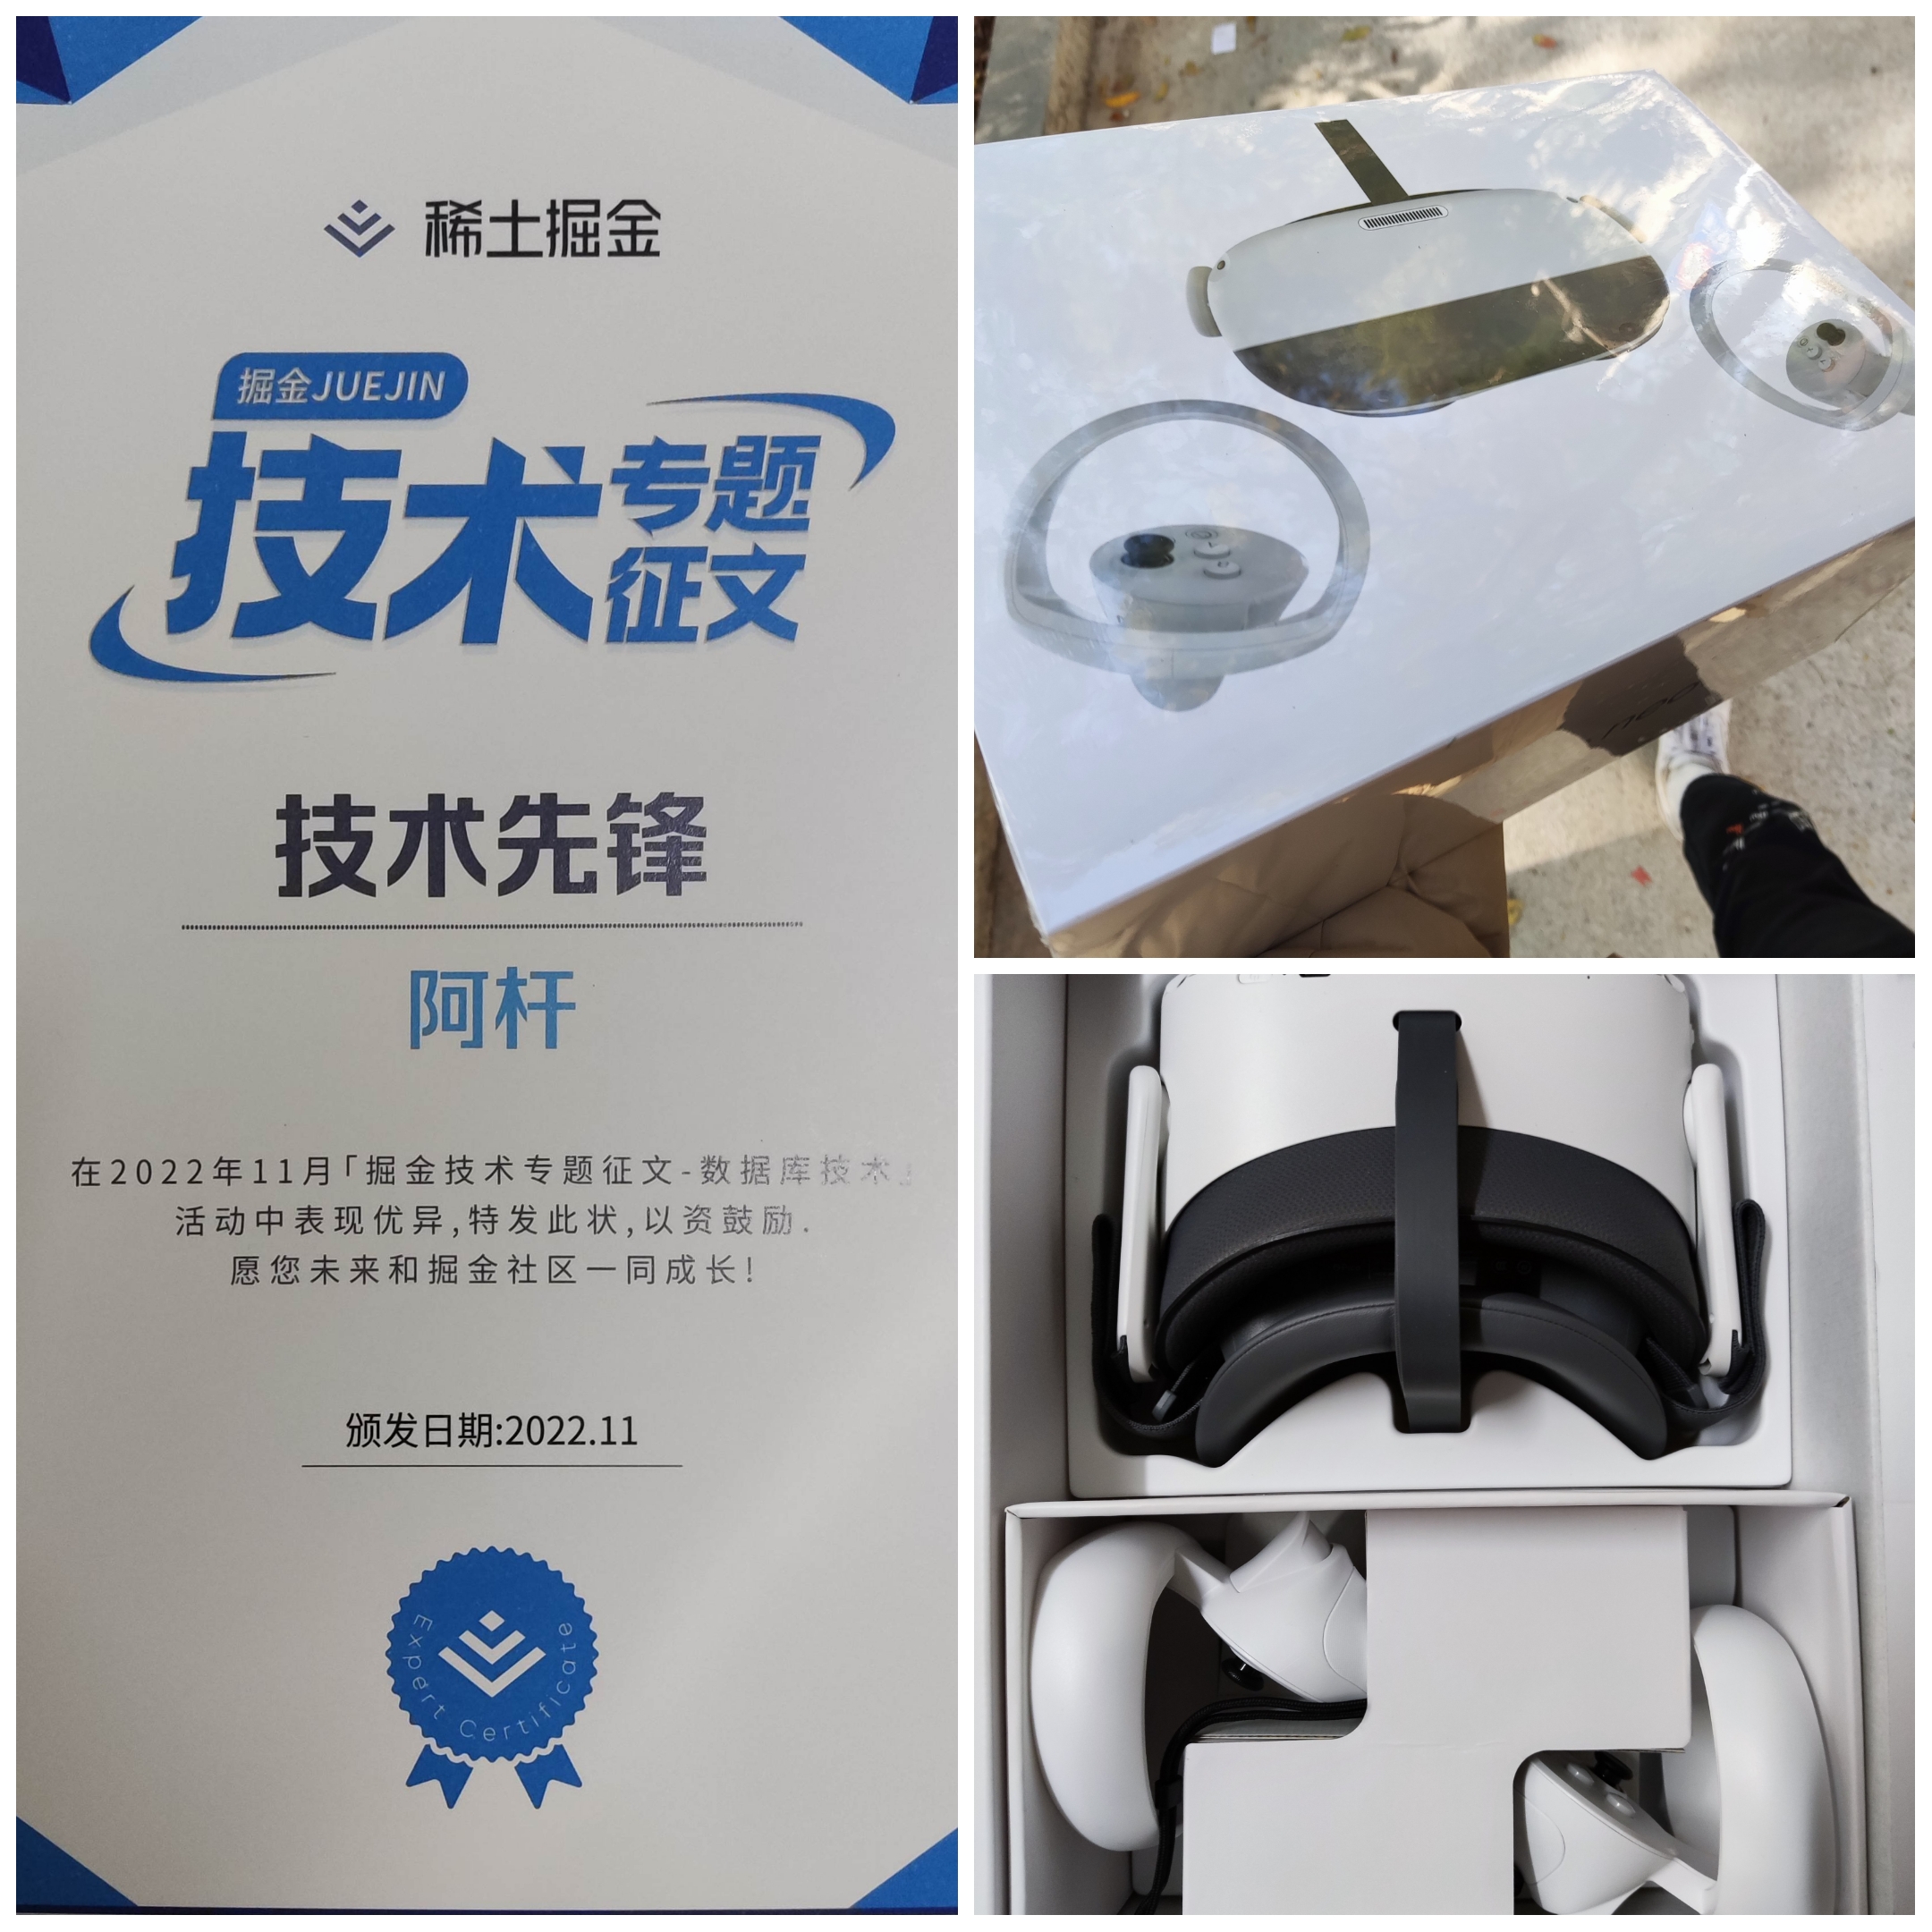 稀土掘金
掘金JUEJIN
技术专题
征文
技术先锋
阿杆
在2022年11月「掘金技术专题征文-数据库技术」
活动中表现优异,特发此状,以资鼓励.
愿您未来和掘金社区一同成长!
颁发日期:2022.11
Expert Certificate